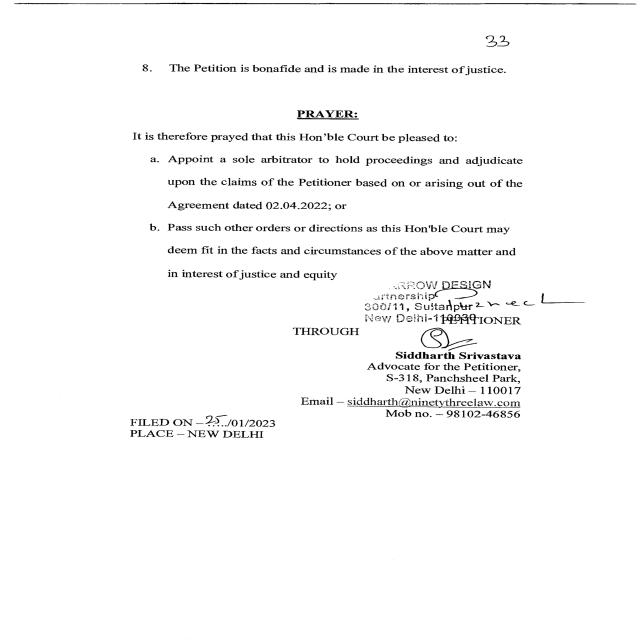 33
8. The Petition is bonafide and is made in the interest of justice.
PRAYER:
It is therefore prayed that this Hon'ble Court be pleased to:
a. Appoint a sole arbitrator to hold proceedings and adjudicate
upon the claims of the Petitioner based on or arising out of the
Agreement dated 02.04.2022; or
b. Pass such other orders or directions as this Hon'ble Court may
deem fit in the facts and circumstances of the above matter and
in interest of justice and equity
RROW DESIGN
artnership
300/11, Sultanpur
New Delhi-110030
PETITIONER
THROUGH
Siddharth Srivastava
Advocate for the Petitioner,
S-318, Panchsheel Park,
New Delhi – 110017
Email – siddharth@ninetythreelaw.com
Mob no. – 98102-46856
FILED ON –25../01/2023
PLACE – NEW DELHI